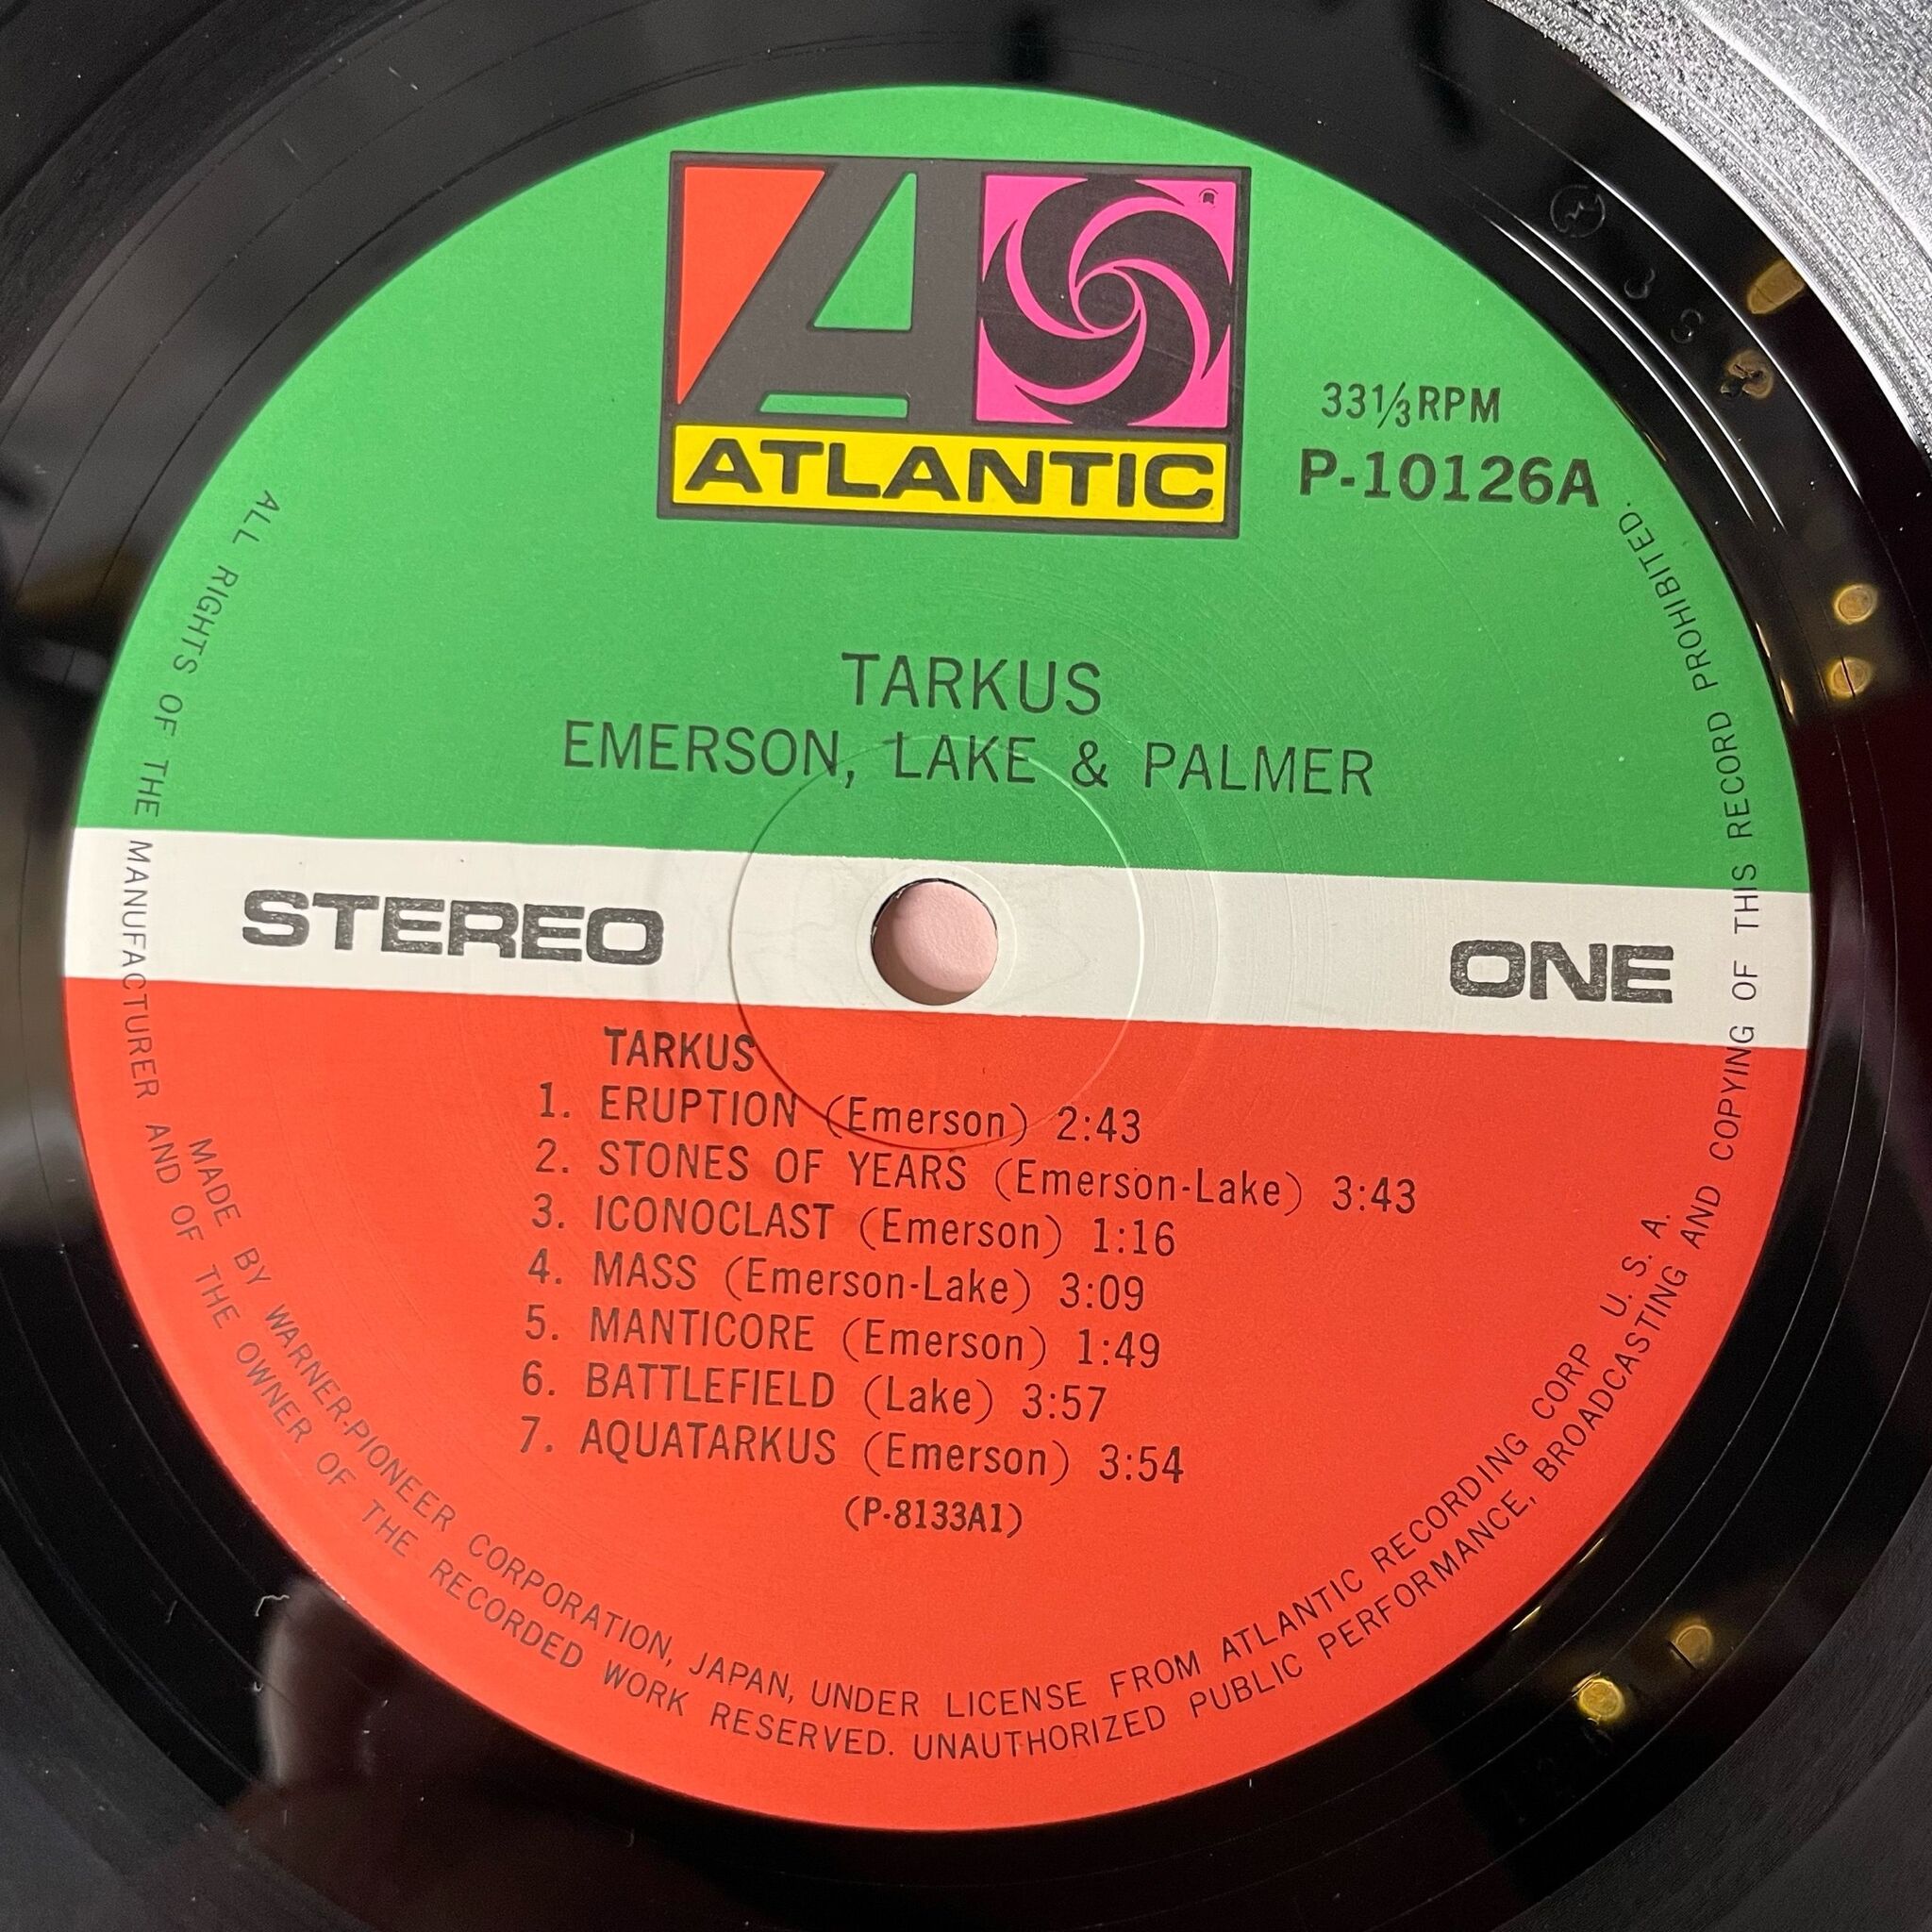 ATLANTIC
33 1/3 RPM
P-10126A
TARKUS
EMERSON, LAKE & PALMER
STEREO
ONE
TARKUS
1. ERUPTION (Emerson) 2:43
2. STONES OF YEARS (Emerson-Lake) 3:43
3. ICONOCLAST (Emerson) 1:16
4. MASS (Emerson-Lake) 3:09
5. MANTICORE (Emerson) 1:49
6. BATTLEFIELD (Lake) 3:57
7. AQUATARKUS (Emerson) 3:54
(P-8133A1)
MADE BY WARNER-PIONEER CORPORATION, JAPAN, UNDER LICENSE FROM ATLANTIC RECORDING CORP U. S. A.
ALL RIGHTS OF THE MANUFACTURER AND OF THE OWNER OF THE RECORDED WORK RESERVED. UNAUTHORIZED PUBLIC PERFORMANCE, BROADCASTING AND COPYING OF THIS RECORD PROHIBITED.